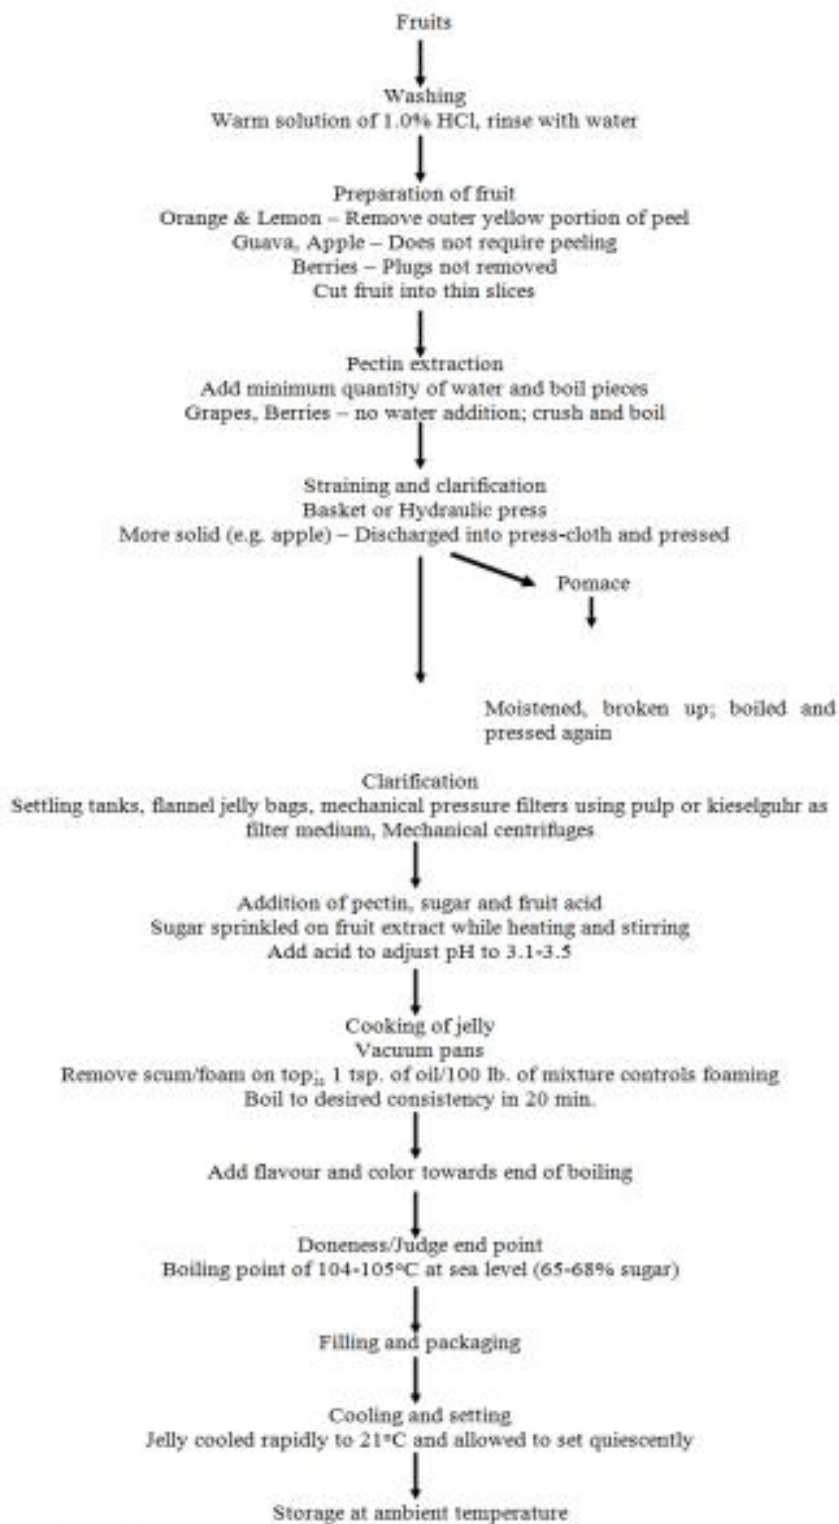 Fruits
Washing
Warm solution of 1.0% HCl, rinse with water
Preparation of fruit
Orange & Lemon – Remove outer yellow portion of peel
Guava, Apple – Does not require peeling
Berries – Plugs not removed
Cut fruit into thin slices
Pectin extraction
Add minimum quantity of water and boil pieces
Grapes, Berries – no water addition; crush and boil
Straining and clarification
Basket or Hydraulic press
More solid (e.g. apple) – Discharged into press-cloth and pressed
Pomace
Moistened, broken up; boiled and
pressed again
Clarification
Settling tanks, flannel jelly bags, mechanical pressure filters using pulp or kieselguhr as
filter medium, Mechanical centrifuges
Addition of pectin, sugar and fruit acid
Sugar sprinkled on fruit extract while heating and stirring
Add acid to adjust pH to 3.1-3.5
Cooking of jelly
Vacuum pans
Remove scum/foam on top;, 1 tsp. of oil/100 lb. of mixture controls foaming
Boil to desired consistency in 20 min.
Add flavour and color towards end of boiling
Doneness/Judge end point
Boiling point of 104-105°C at sea level (65-68% sugar)
Filling and packaging
Cooling and setting
Jelly cooled rapidly to 21°C and allowed to set quiescently
Storage at ambient temperature